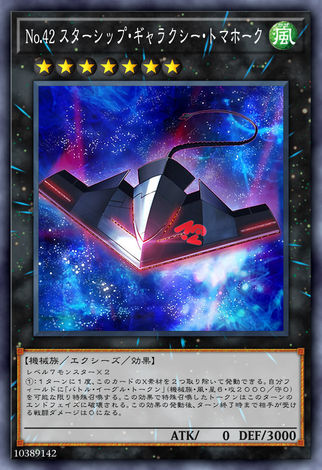 No.42 スターシップ・ギャラクシー・トマホーク
風
42
【機械族/エクシーズ/効果】
レベル7モンスター×2
①:1ターンに1度、このカードのX素材を2つ取り除いて発動できる。自分
フィールドに「バトル・イーグル・トークン」(機械族・風・星6・攻2000/守0)
を可能な限り特殊召喚する。この効果で特殊召喚したトークンはこのターンの
エンドフェイズに破壊される。この効果の発動後、ターン終了時まで相手が受け
る戦闘ダメージは0になる。
ATK/ 0 DEF/3000
10389142